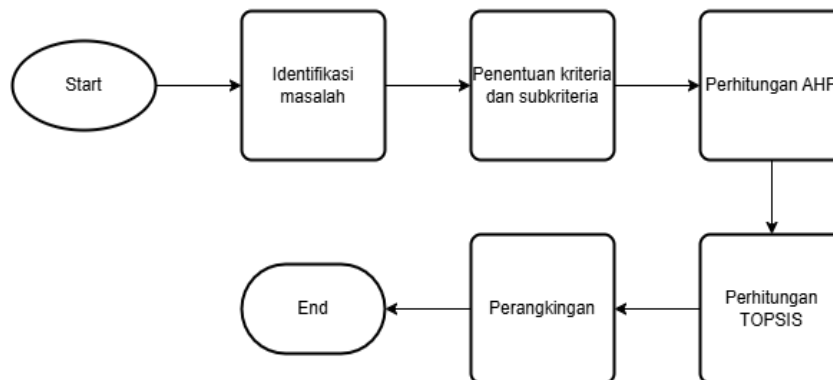 Start
Identifikasi
masalah
Penentuan kriteria
dan subkriteria
Perhitungan AHP
Perhitungan
TOPSIS
Perangkingan
End